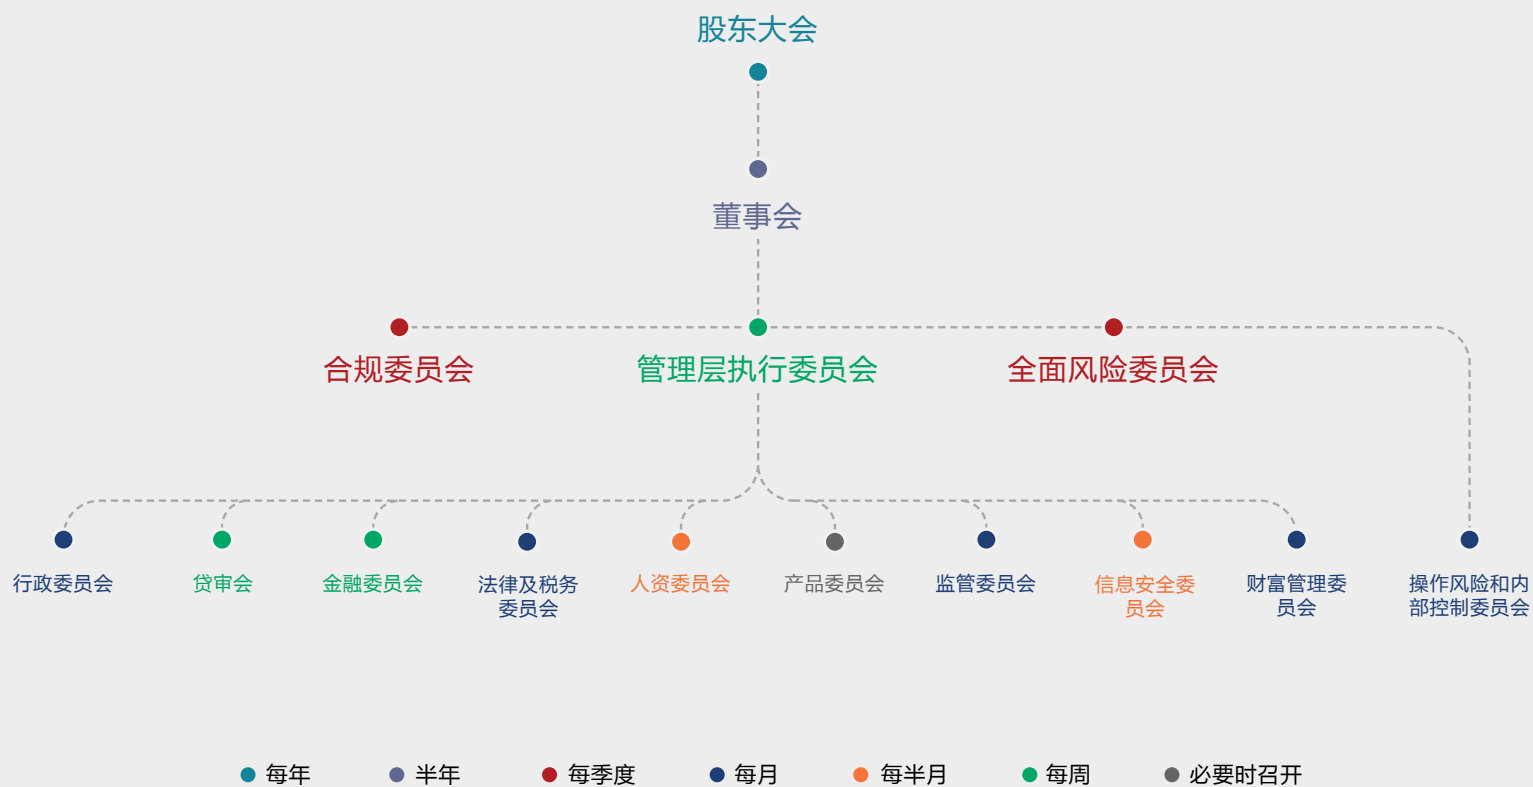 股东大会
董事会
合规委员会
管理层执行委员会
全面风险委员会
行政委员会
贷审会
金融委员会
法律及税务
委员会
人资委员会
产品委员会
监管委员会
信息安全委
员会
财富管理委
员会
操作风险和内
部控制委员会
每年
半年
每季度
每月
每半月
每周
必要时召开